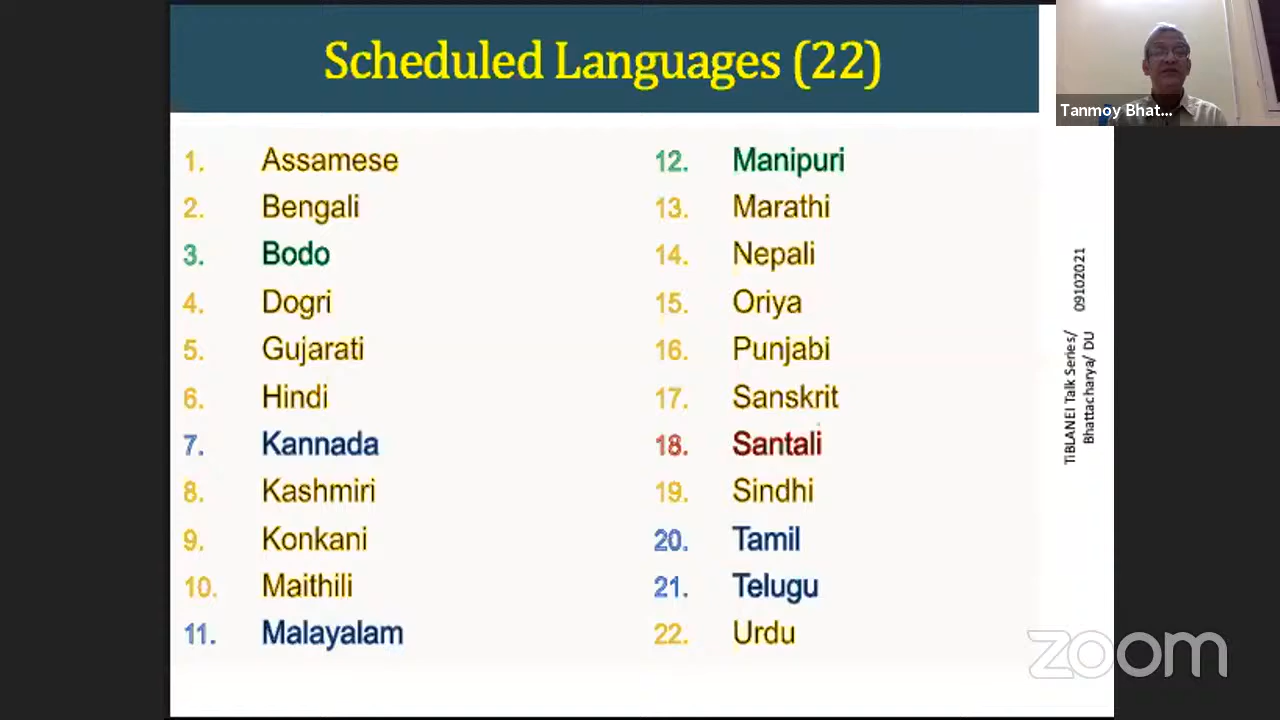 Scheduled Languages (22)
1. Assamese
2. Bengali
3. Bodo
4. Dogri
5. Gujarati
6. Hindi
7. Kannada
8. Kashmiri
9. Konkani
10. Maithili
11. Malayalam
12. Manipuri
13. Marathi
14. Nepali
15. Oriya
16. Punjabi
17. Sanskrit
18. Santali
19. Sindhi
20. Tamil
21. Telugu
22. Urdu
TiBLANEI Talk Series/ 09102021
Bhattacharya/ DU
Tanmoy Bhat...
zoom